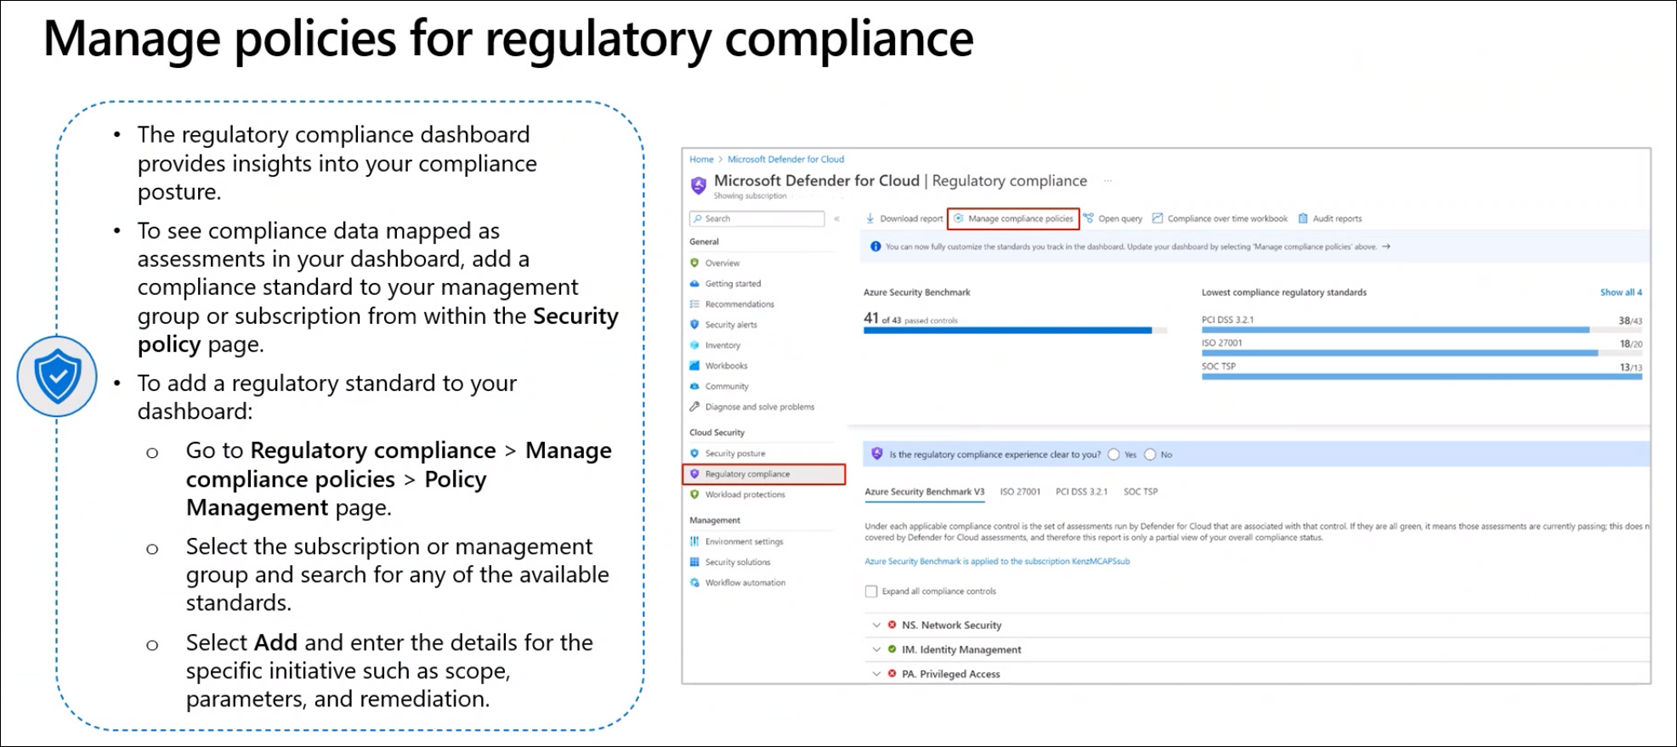 Manage policies for regulatory compliance
• The regulatory compliance dashboard
provides insights into your compliance
posture.
• To see compliance data mapped as
assessments in your dashboard, add a
compliance standard to your management
group or subscription from within the Security
policy page.
• To add a regulatory standard to your
dashboard:
o Go to Regulatory compliance > Manage
compliance policies > Policy
Management page.
o Select the subscription or management
group and search for any of the available
standards.
o Select Add and enter the details for the
specific initiative such as scope,
parameters, and remediation.
Home > Microsoft Defender for Cloud
Microsoft Defender for Cloud | Regulatory compliance ...
Showing subscription
Search
«
General
Overview
Getting started
Recommendations
Security alerts
Inventory
Workbooks
Community
Diagnose and solve problems
Cloud Security
Security posture
Regulatory compliance
Workload protections
Management
Environment settings
Security solutions
Workflow automation
Download report Manage compliance policies Open query Compliance over time workbook Audit reports
You can now fully customize the standards you track in the dashboard. Update your dashboard by selecting 'Manage compliance policies' above. →
Azure Security Benchmark
41 of 43 passed controls
Lowest compliance regulatory standards Show all 4
PCI DSS 3.2.1 38/43
ISO 27001 18/20
SOC TSP 13/13
Is the regulatory compliance experience clear to you? Yes No
Azure Security Benchmark V3 ISO 27001 PCI DSS 3.2.1 SOC TSP
Under each applicable compliance control is the set of assessments run by Defender for Cloud that are associated with that control. If they are all green, it means those assessments are currently passing; this does n
covered by Defender for Cloud assessments, and therefore this report is only a partial view of your overall compliance status.
Azure Security Benchmark is applied to the subscription KenzMCAPSsub
Expand all compliance controls
NS. Network Security
IM. Identity Management
PA. Privileged Access